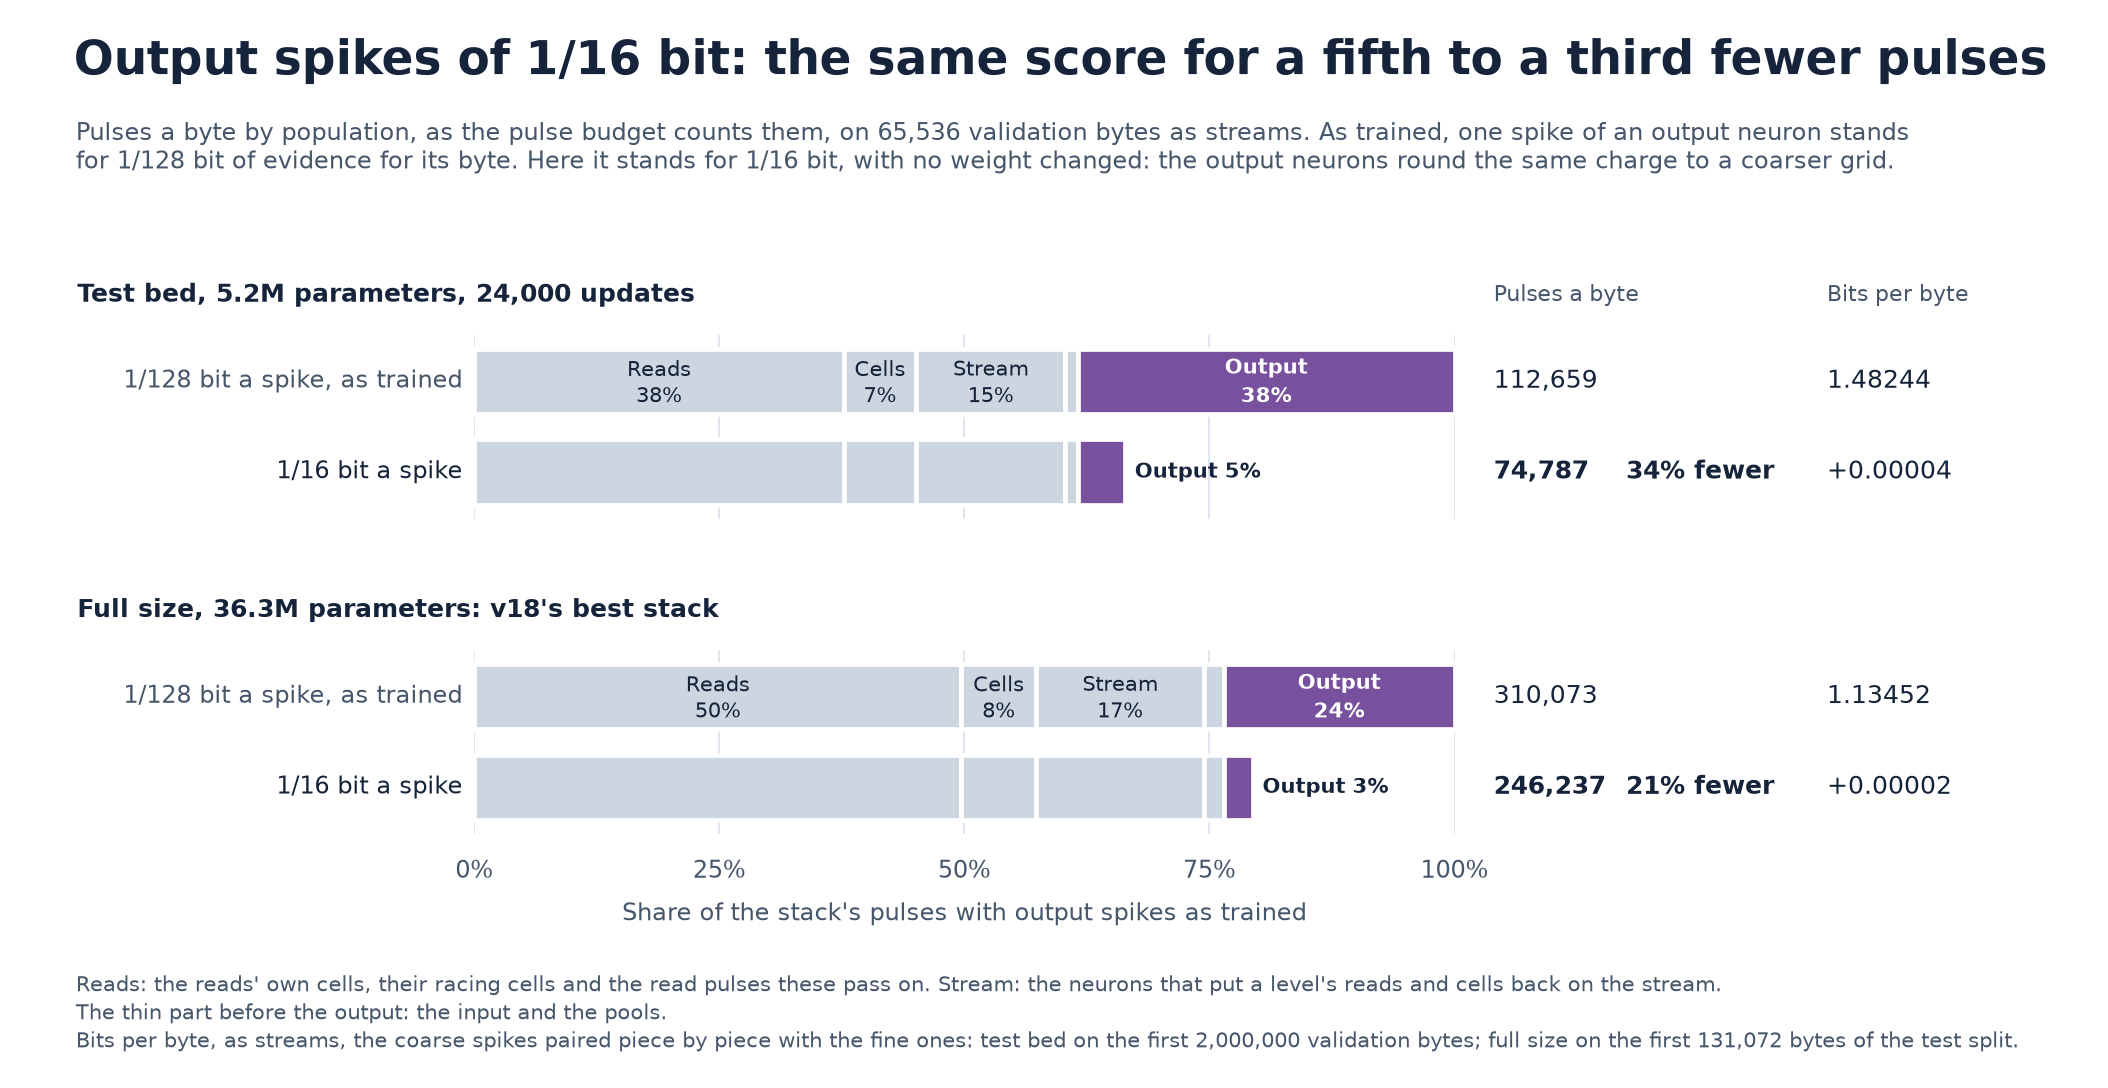 Output spikes of 1/16 bit: the same score for a fifth to a third fewer pulses
Pulses a byte by population, as the pulse budget counts them, on 65,536 validation bytes as streams. As trained, one spike of an output neuron stands
for 1/128 bit of evidence for its byte. Here it stands for 1/16 bit, with no weight changed: the output neurons round the same charge to a coarser grid.
Test bed, 5.2M parameters, 24,000 updates
Pulses a byte
Bits per byte
1/128 bit a spike, as trained
Reads
38%
Cells
7%
Stream
15%
Output
38%
112,659
1.48244
1/16 bit a spike
Output 5%
74,787
34% fewer
+0.00004
Full size, 36.3M parameters: v18's best stack
1/128 bit a spike, as trained
Reads
50%
Cells
8%
Stream
17%
Output
24%
310,073
1.13452
1/16 bit a spike
Output 3%
246,237
21% fewer
+0.00002
0%
25%
50%
75%
100%
Share of the stack's pulses with output spikes as trained
Reads: the reads' own cells, their racing cells and the read pulses these pass on. Stream: the neurons that put a level's reads and cells back on the stream.
The thin part before the output: the input and the pools.
Bits per byte, as streams, the coarse spikes paired piece by piece with the fine ones: test bed on the first 2,000,000 validation bytes; full size on the first 131,072 bytes of the test split.